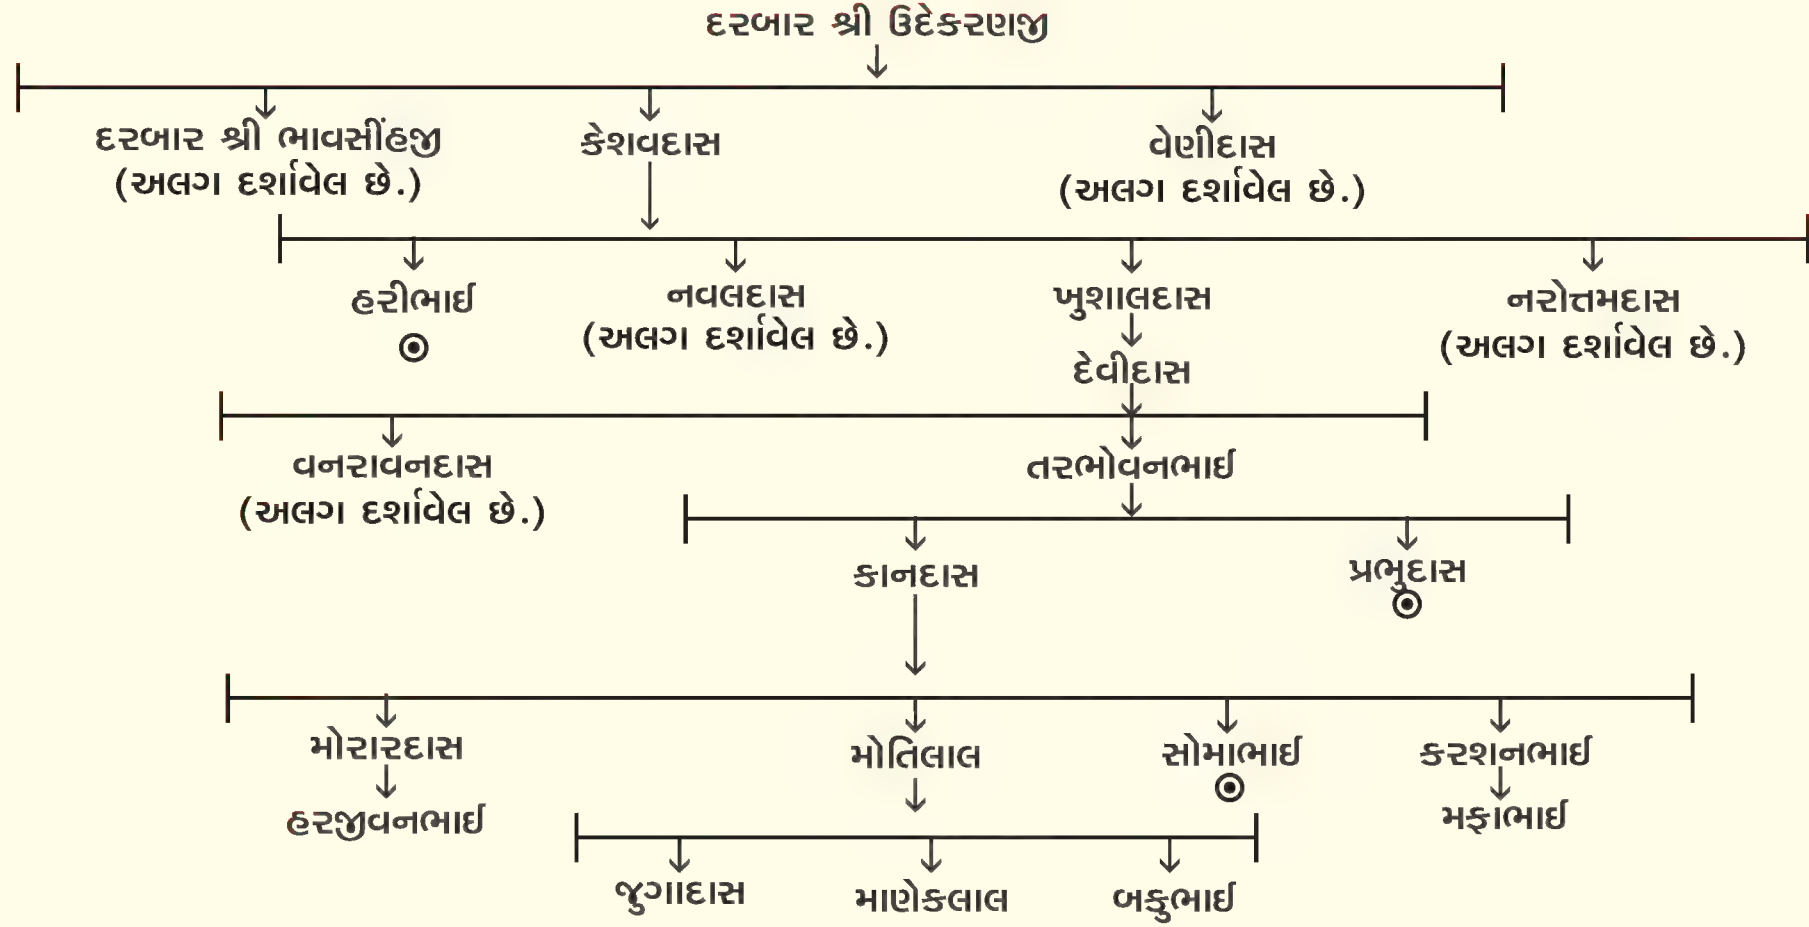 દરબાર શ્રી ઉદેકરણજી
દરબાર શ્રી ભાવસીંહજી
(અલગ દર્શાવેલ છે.)
કેશવદાસ
વેણીદાસ
(અલગ દર્શાવેલ છે.)
હરીભાઈ
નવલદાસ
(અલગ દર્શાવેલ છે.)
ખુશાલદાસ
નરોત્તમદાસ
(અલગ દર્શાવેલ છે.)
દેવીદાસ
વનરાવનદાસ
(અલગ દર્શાવેલ છે.)
તરભોવનભાઈ
કાનદાસ
પ્રભુદાસ
મોરારદાસ
મોતિલાલ
સોમાભાઈ
કરશનભાઈ
હરજીવનભાઈ
મફાભાઈ
જુગાદાસ
માણેકલાલ
બકુભાઈ